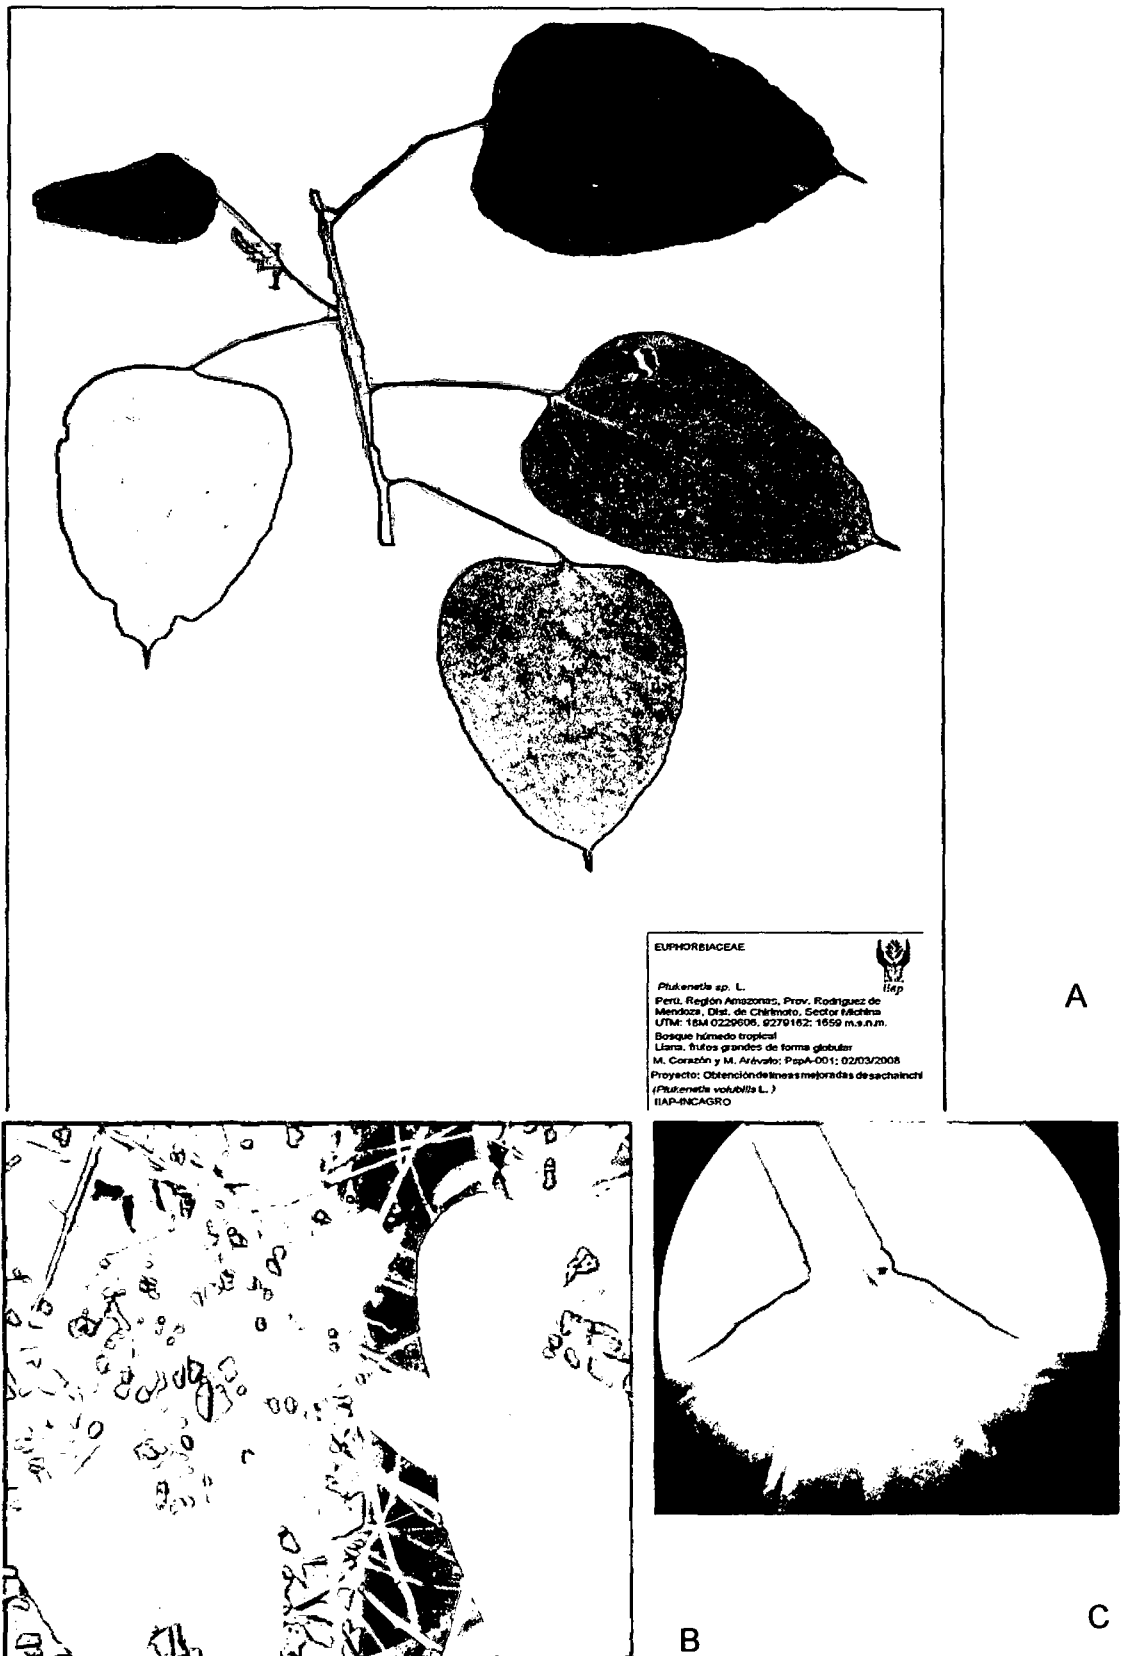 EUPHORBIACEAE
iiap
Plukenetia sp. L.
Perú, Región Amazonas, Prov. Rodriguez de
Mendoza, Dist. de Chirimoto, Sector Michina
UTM: 18M 0229606, 9279162; 1659 m.s.n.m.
Bosque húmedo tropical
Liana, frutos grandes de forma globular
M. Corazón y M. Arévalo; PspA-001; 02/03/2008
Proyecto: Obtención de lineas mejoradas de sachainchi
(Plukenetia volubilis L.)
IIAP-INCAGRO
A
B
C